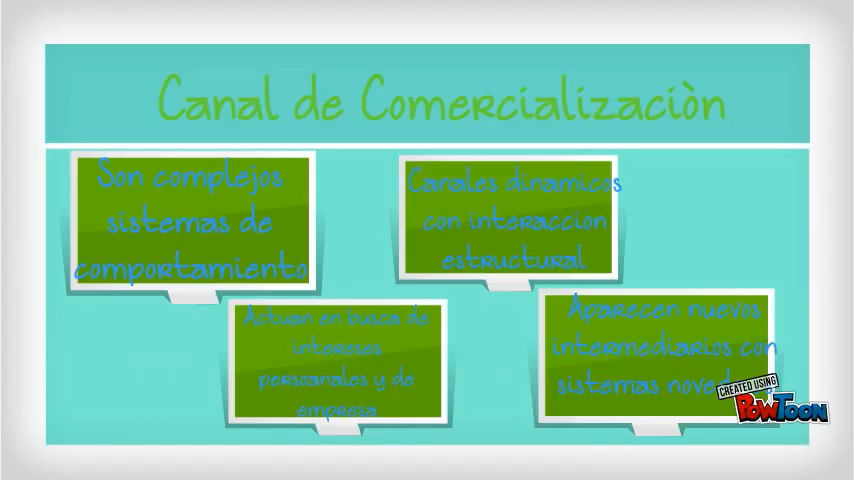 Canal de Comercializaciòn
Son complejos
sistemas de
comportamiento
Canales dinamicos
con interaccion
estructural
Actuan en busca de
intereses
persoanales y de
empresa
Aparecen nuevos
intermediarios con
sistemas
CREATED USING
POWTOON